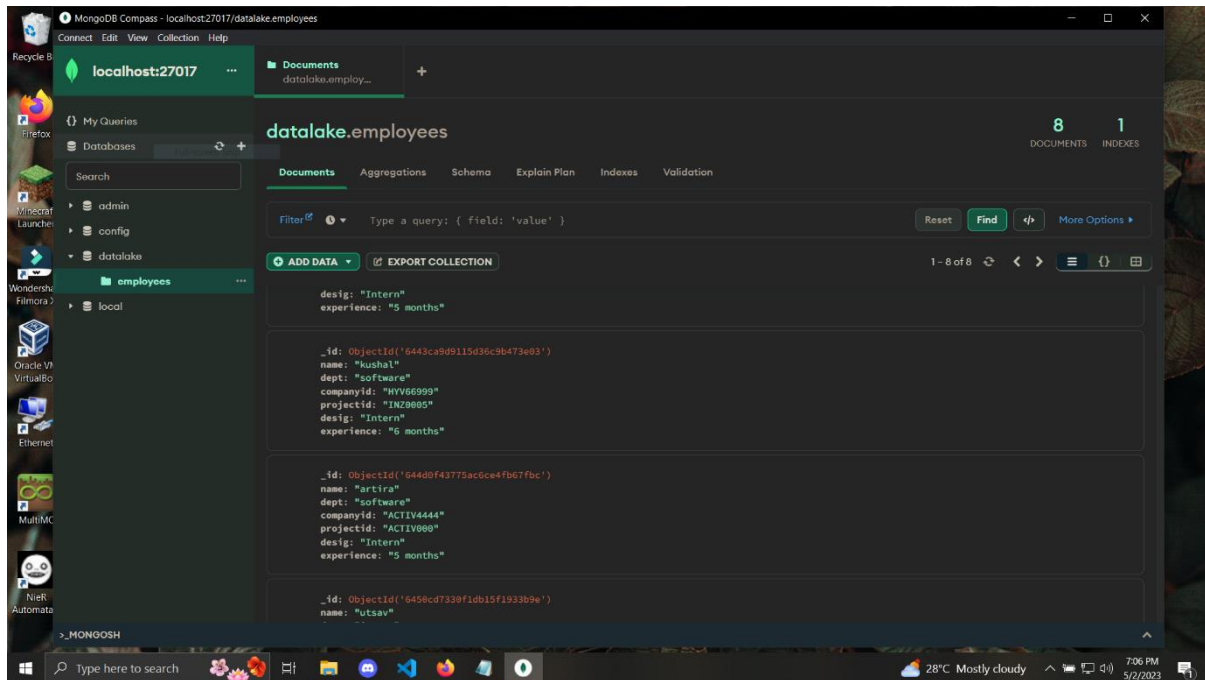 Recycle B
MongoDB Compass - localhost:27017/datalake.employees
Connect Edit View Collection Help
localhost:27017 ...
Documents
datalake.employ...
+
{} My Queries
Databases
Search
admin
config
datalake
employees ...
local
datalake.employees
8
DOCUMENTS
1
INDEXES
Documents Aggregations Schema Explain Plan Indexes Validation
Filter Type a query: { field: 'value' } Reset Find </> More Options
ADD DATA EXPORT COLLECTION 1 - 8 of 8 {}
desig: "Intern"
experience: "5 months"
_id: ObjectId('6443ca9d9115d36c9b473e03')
name: "kushal"
dept: "software"
companyid: "HYV66999"
projectid: "INZ0005"
desig: "Intern"
experience: "6 months"
_id: ObjectId('644d0f43775ac6ce4fb67fbc')
name: "artira"
dept: "software"
companyid: "ACTIV4444"
projectid: "ACTIV000"
desig: "Intern"
experience: "5 months"
_id: ObjectId('6450cd7330f1db15f1933b9e')
name: "utsav"
>_MONGOSH
Firefox
Minecraf
Launche
Wondersha
Filmora
Oracle VM
VirtualBo
Ethernet
MultiMC
NieR
Automata
Type here to search
28°C Mostly cloudy
7:06 PM
5/2/2023